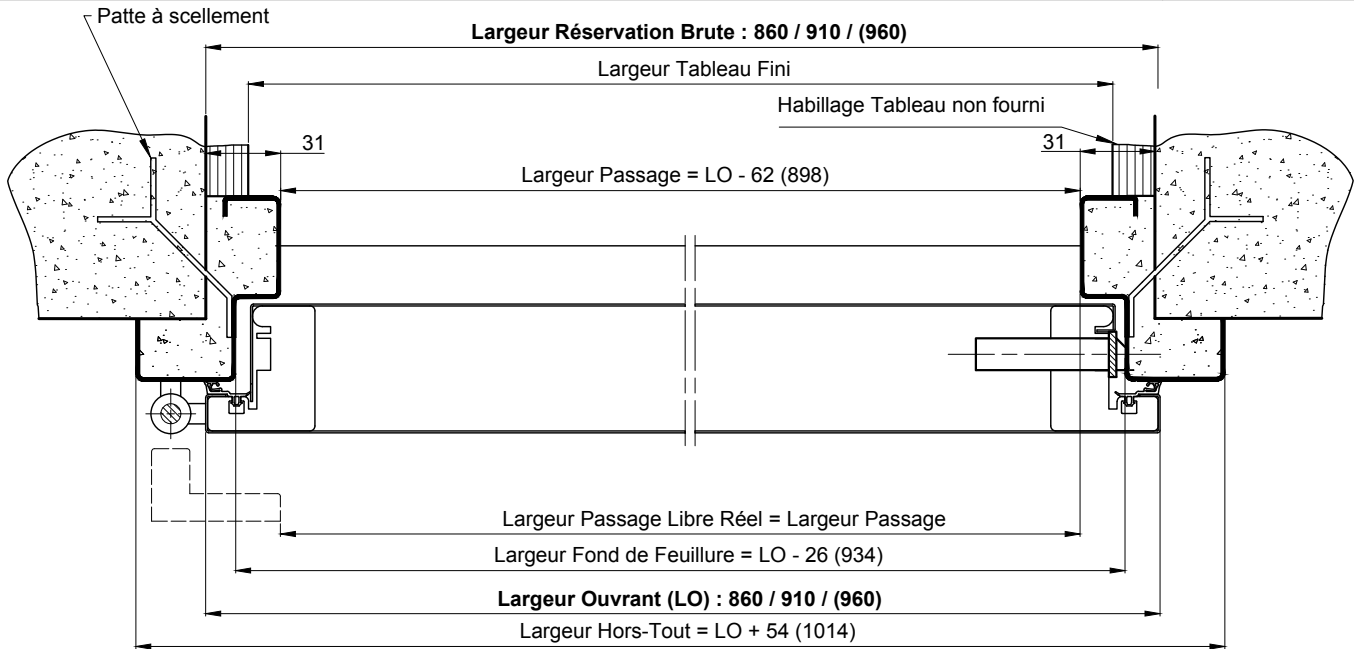 Patte à scellement
Largeur Réservation Brute : 860 / 910 / (960)
Largeur Tableau Fini
Habillage Tableau non fourni
31
31
Largeur Passage = LO - 62 (898)
Largeur Passage Libre Réel = Largeur Passage
Largeur Fond de Feuillure = LO - 26 (934)
Largeur Ouvrant (LO) : 860 / 910 / (960)
Largeur Hors-Tout = LO + 54 (1014)